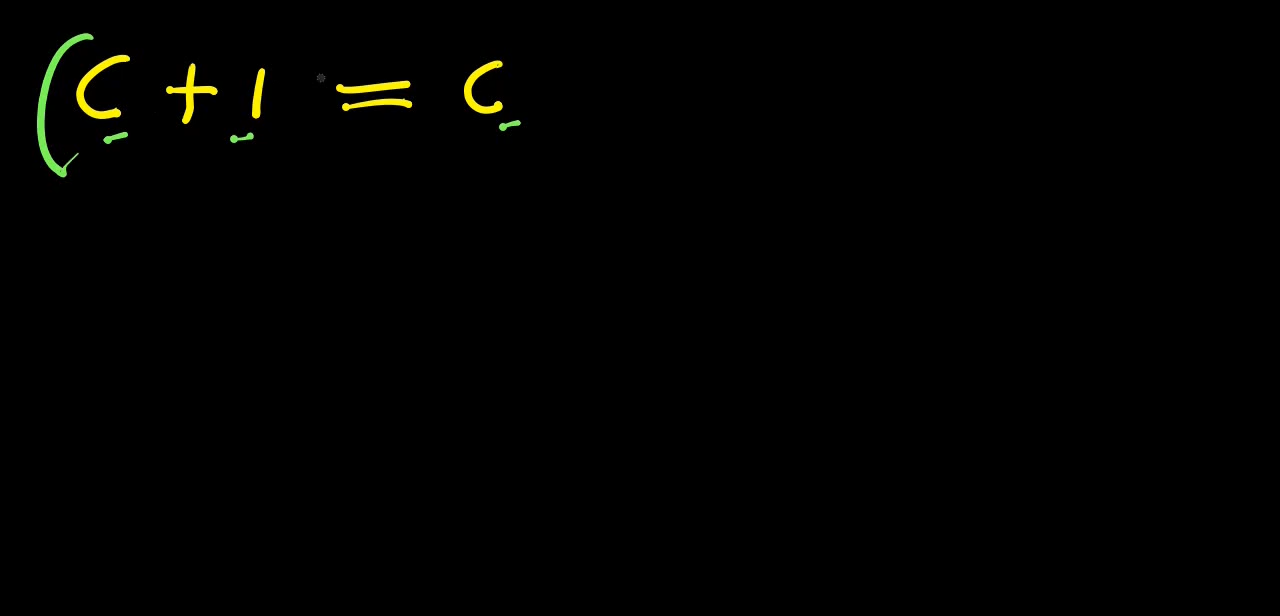 (C + 1 = C